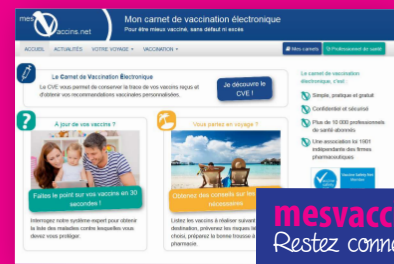 mes Vaccins.net
Mon carnet de vaccination électronique
Pour être mieux vacciné, sans défaut ni excès
ACCUEIL ACTUALITÉS VOTRE VOYAGE VACCINATION
Mes carnets Professionnel de santé
Le Carnet de Vaccination Électronique
Le CVE vous permet de conserver la trace de vos vaccins reçus et
d'obtenir vos recommandations vaccinales personnalisées.
Je découvre le
CVE !
Le carnet de vaccination
électronique, c'est :
Simple, pratique et gratuit
Confidentiel et sécurisé
Plus de 10 000 professionnels
de santé abonnés
Une association loi 1901
indépendante des firmes
pharmaceutiques
A jour de vos vaccins ?
Faites le point sur vos vaccins en 30
secondes !
Interrogez notre système expert pour obtenir
la liste des maladies contre lesquelles vous
devez vous protéger.
Vous partez en voyage ?
Obtenez des conseils sur les
nécessaires
Listez les vaccins à réaliser suivant
destination, prévenez les risques
choisi, préparez la bonne trousse à
pharmacie.
mesvacc
Restez conne